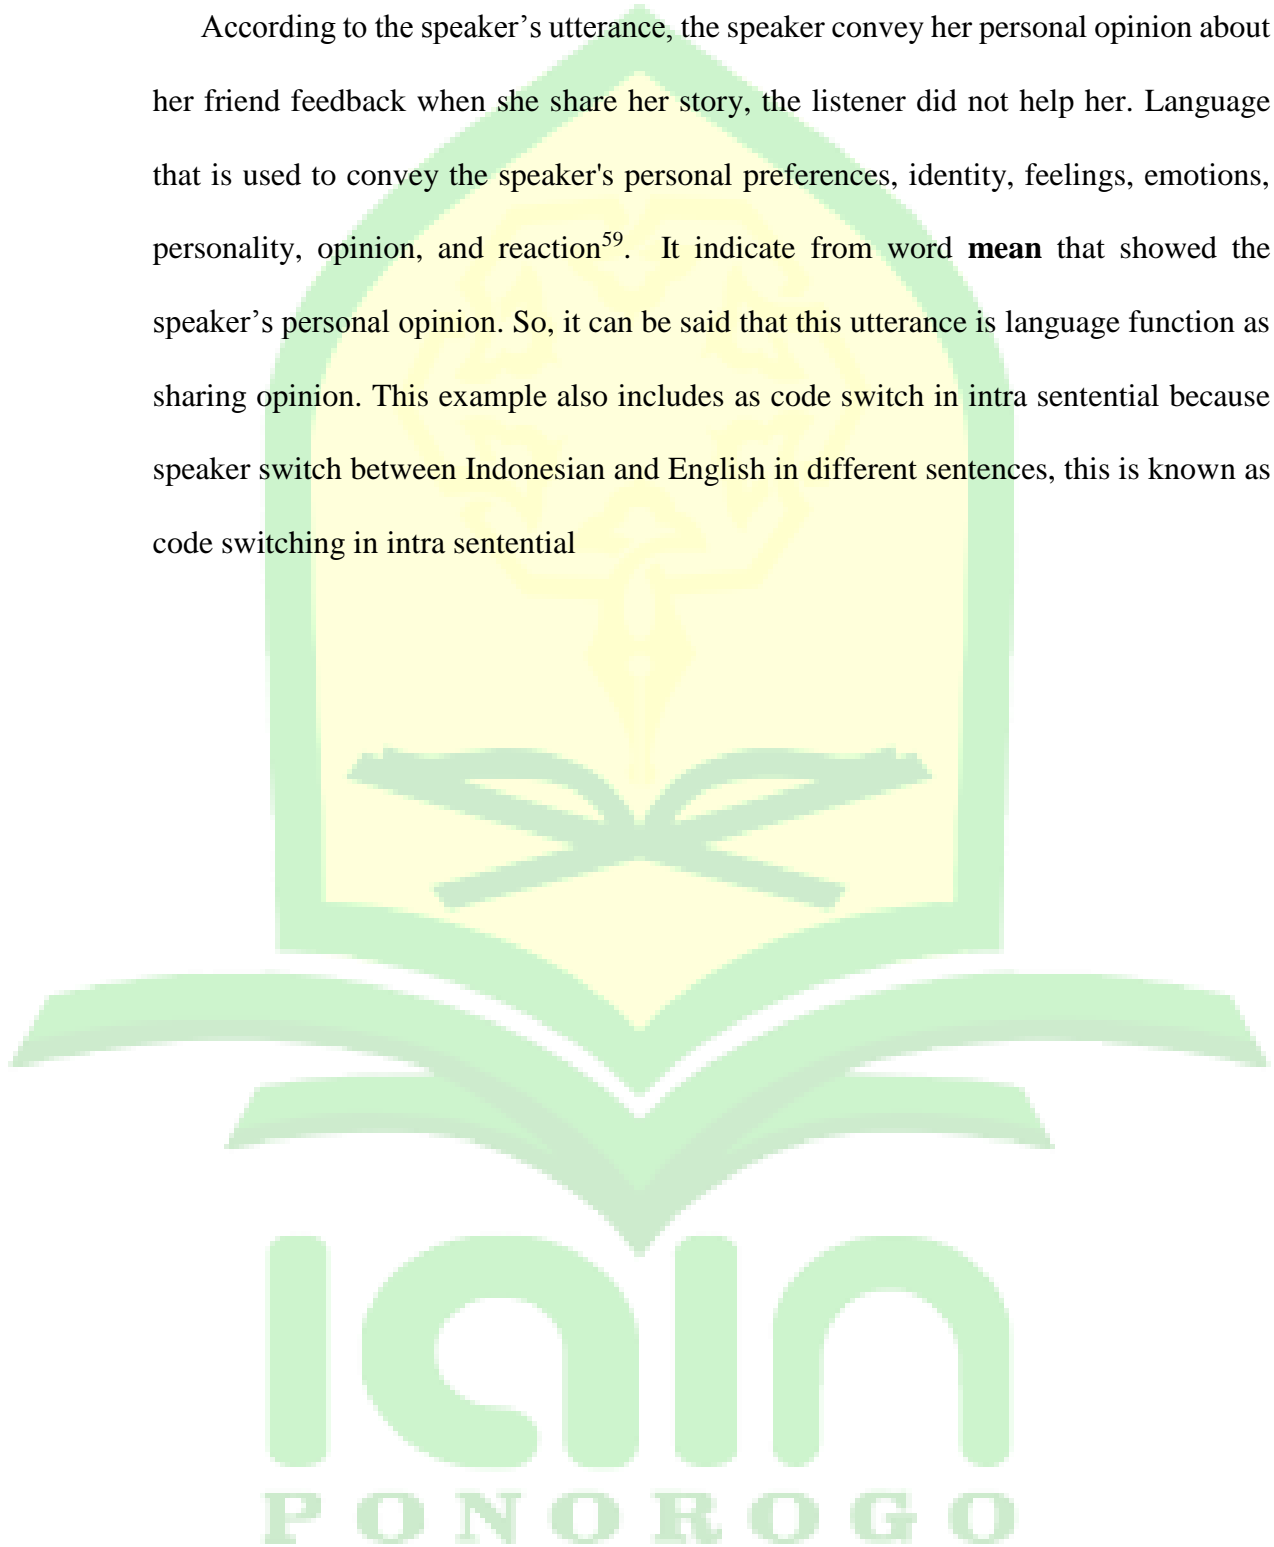 According to the speaker’s utterance, the speaker convey her personal opinion about
her friend feedback when she share her story, the listener did not help her. Language
that is used to convey the speaker's personal preferences, identity, feelings, emotions,
personality, opinion, and reaction59. It indicate from word mean that showed the
speaker’s personal opinion. So, it can be said that this utterance is language function as
sharing opinion. This example also includes as code switch in intra sentential because
speaker switch between Indonesian and English in different sentences, this is known as
code switching in intra sentential
iain
PONOROGO